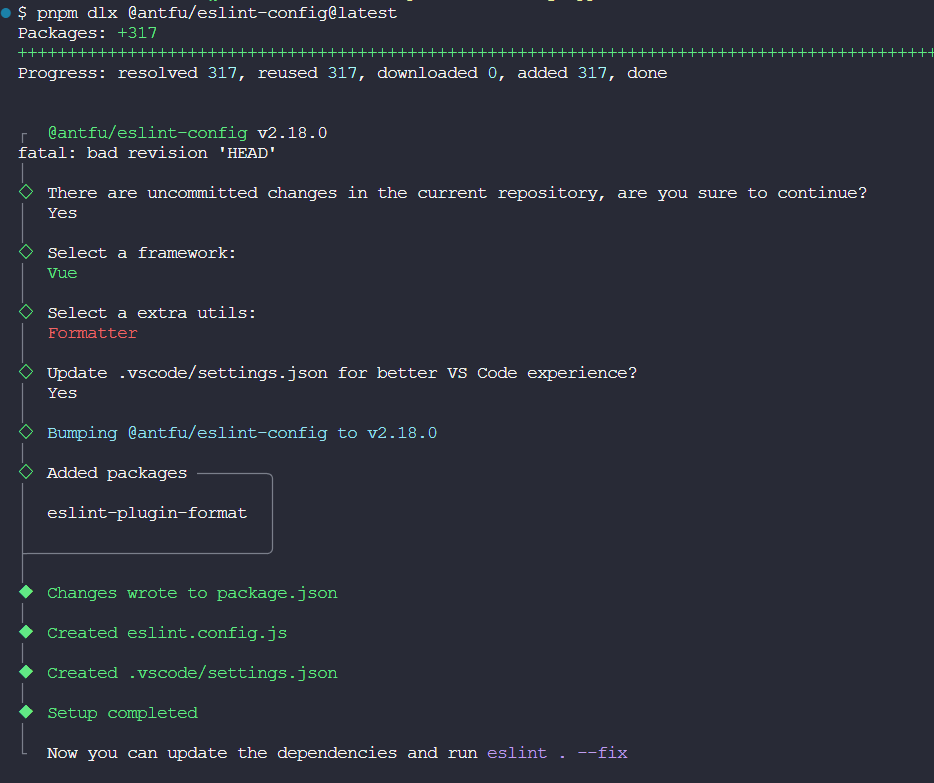 $ pnpm dlx @antfu/eslint-config@latest
Packages: +317
++++++++++++++++++++++++++++++++++++++++++++++++++++++++++++++++++++++++++++++++++++++++++++
Progress: resolved 317, reused 317, downloaded 0, added 317, done
@antfu/eslint-config v2.18.0
fatal: bad revision 'HEAD'
There are uncommitted changes in the current repository, are you sure to continue?
Yes
Select a framework:
Vue
Select a extra utils:
Formatter
Update .vscode/settings.json for better VS Code experience?
Yes
Bumping @antfu/eslint-config to v2.18.0
Added packages
eslint-plugin-format
Changes wrote to package.json
Created eslint.config.js
Created .vscode/settings.json
Setup completed
Now you can update the dependencies and run eslint . --fix